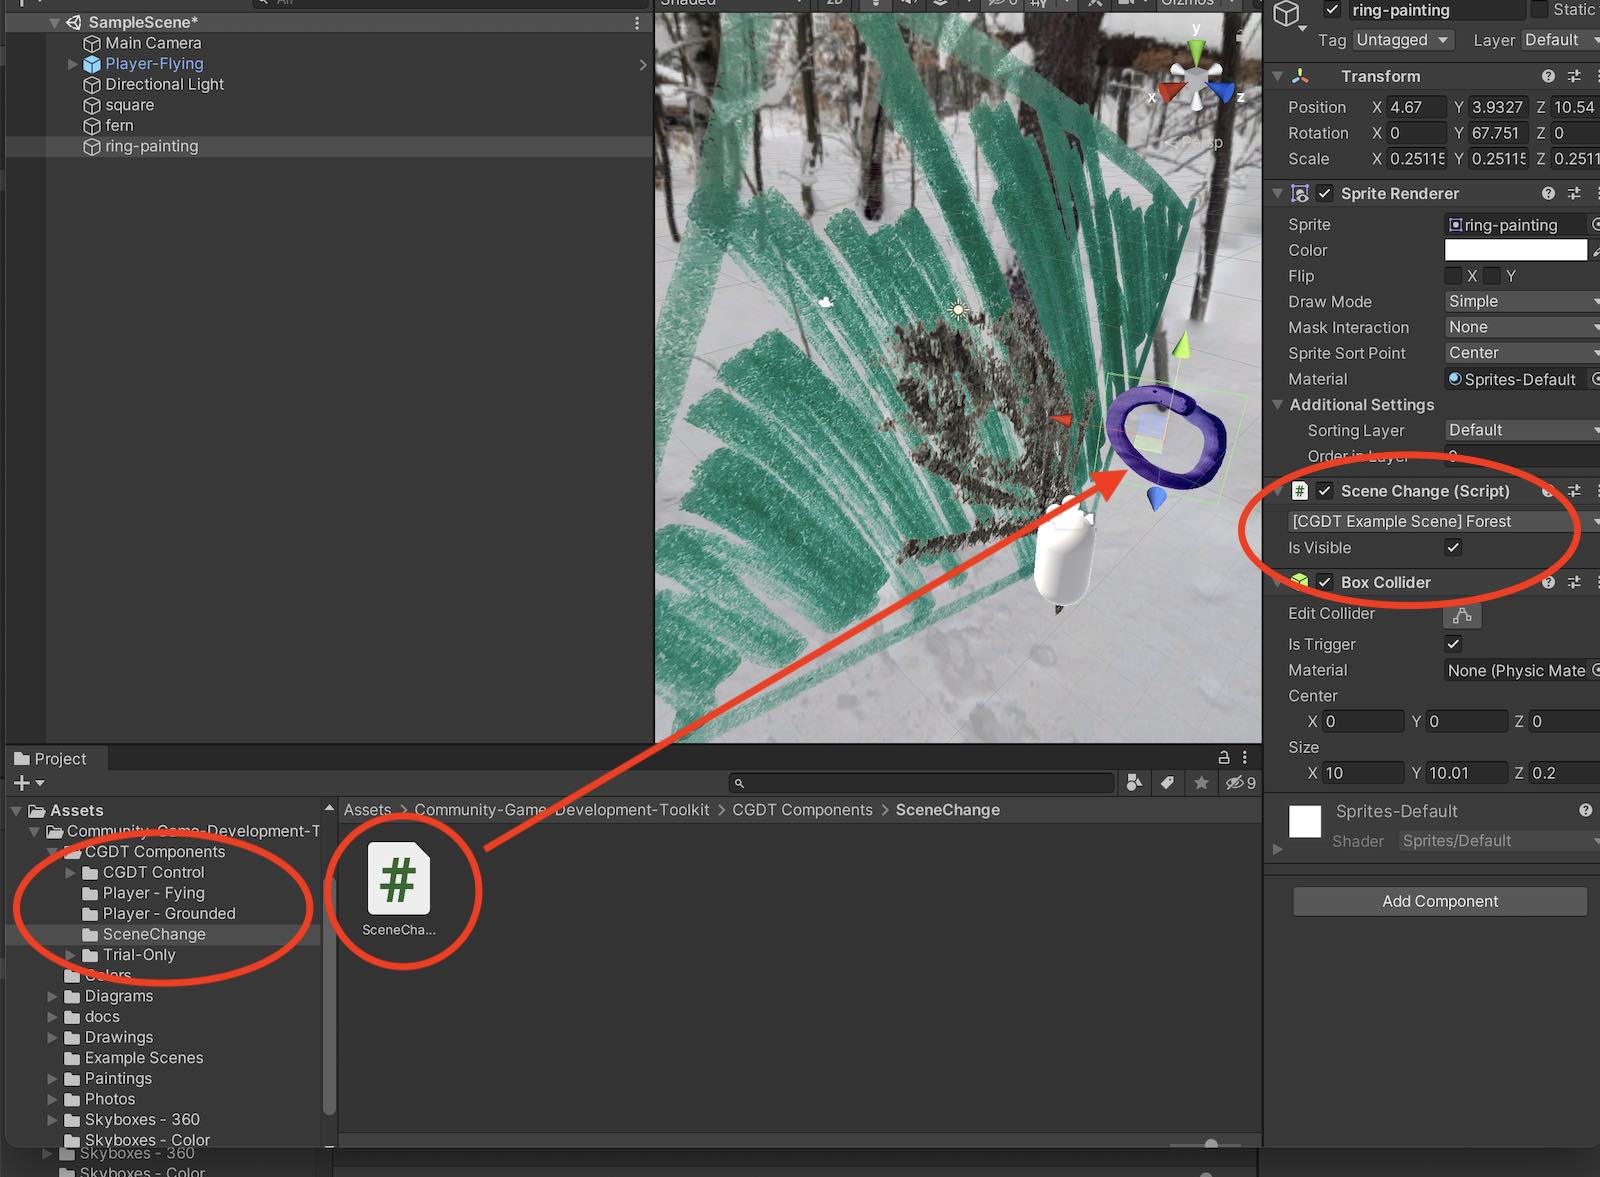 SampleScene*
Main Camera
Player-Flying
Directional Light
square
fern
ring-painting
All
Shaded
2D
0
Gizmos
y
x
z
Persp
ring-painting
Static
Tag Untagged Layer Default
Transform
Position X 4.67 Y 3.9327 Z 10.54
Rotation X 0 Y 67.751 Z 0
Scale X 0.25115 Y 0.25115 Z 0.2511
Sprite Renderer
Sprite ring-painting
Color
Flip X Y
Draw Mode Simple
Mask Interaction None
Sprite Sort Point Center
Material Sprites-Default
Additional Settings
Sorting Layer Default
Order in Layer 0
# Scene Change (Script)
[CGDT Example Scene] Forest
Is Visible
Box Collider
Edit Collider
Is Trigger
Material None (Physic Mate
Center
X 0 Y 0 Z 0
Size
X 10 Y 10.01 Z 0.2
Sprites-Default
Shader Sprites/Default
Add Component
Project
9
Assets
Community-Game-Development-T
CGDT Components
CGDT Control
Player - Fying
Player - Grounded
SceneChange
Trial-Only
Colors
Diagrams
docs
Drawings
Example Scenes
Paintings
Photos
Skyboxes - 360
Skyboxes - Color
Skyboxes - 360
Skyboxes - Color
Assets > Community-Game-Development-Toolkit > CGDT Components > SceneChange
#
SceneCha...